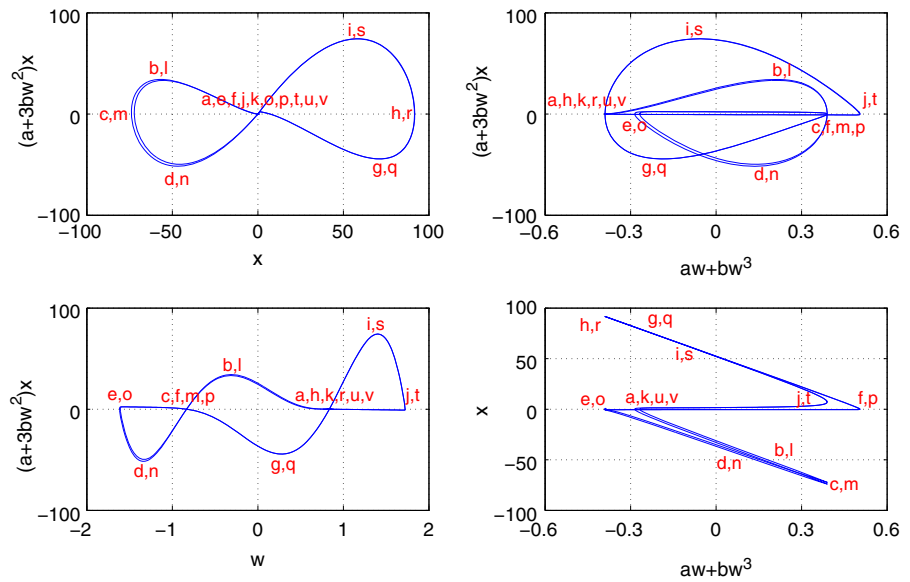 100
50
0
−50
−100
(a+3bw²)x
i,s
b,l
a,e,f,j,k,o,p,t,u,v
c,m
h,r
d,n
g,q
−100
−50
0
50
100
x
100
0
−100
(a+3bw²)x
i,s
b,l
a,h,k,r,u,v
j,t
e,o
c,f,m,p
g,q
d,n
−0.6
−0.3
0
0.3
0.6
aw+bw³
100
0
−100
(a+3bw²)x
i,s
b,l
e,o
c,f,m,p
a,h,k,r,u,v
j,t
d,n
g,q
−2
−1
0
1
2
w
100
50
0
−50
−100
x
h,r
g,q
i,s
e,o
a,k,u,v
j,t
f,p
b,l
d,n
c,m
−0.6
−0.3
0
0.3
0.6
aw+bw³